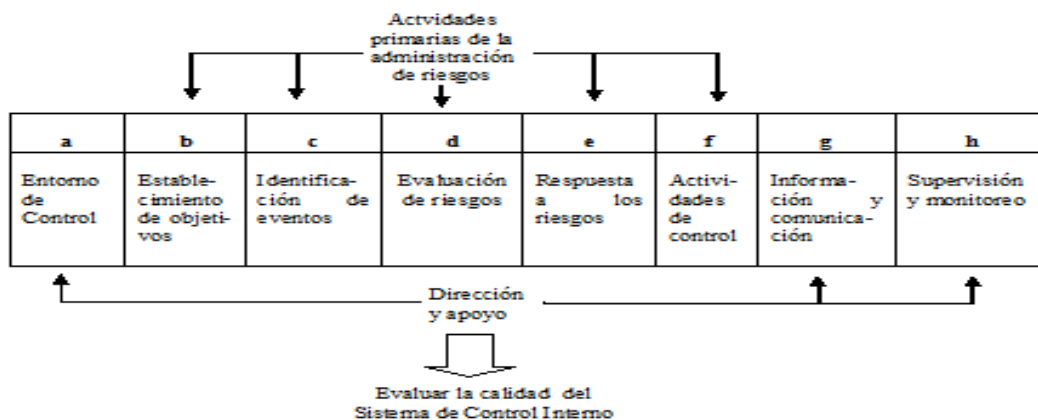 Actvidades
primarias de la
administración
de riesgos
a b c d e f g h
Entorno
de
Control
Estable-
cimiento
de objeti-
vos
Identifica-
ción de
eventos
Evaluación
de riesgos
Respuesta
a los
riesgos
Activi-
dades
de
control
Informa-
ción y
comunica-
ción
Supervisión
y monitoreo
Dirección
y apoyo
Evaluar la calidad del
Sistema de Control Interno